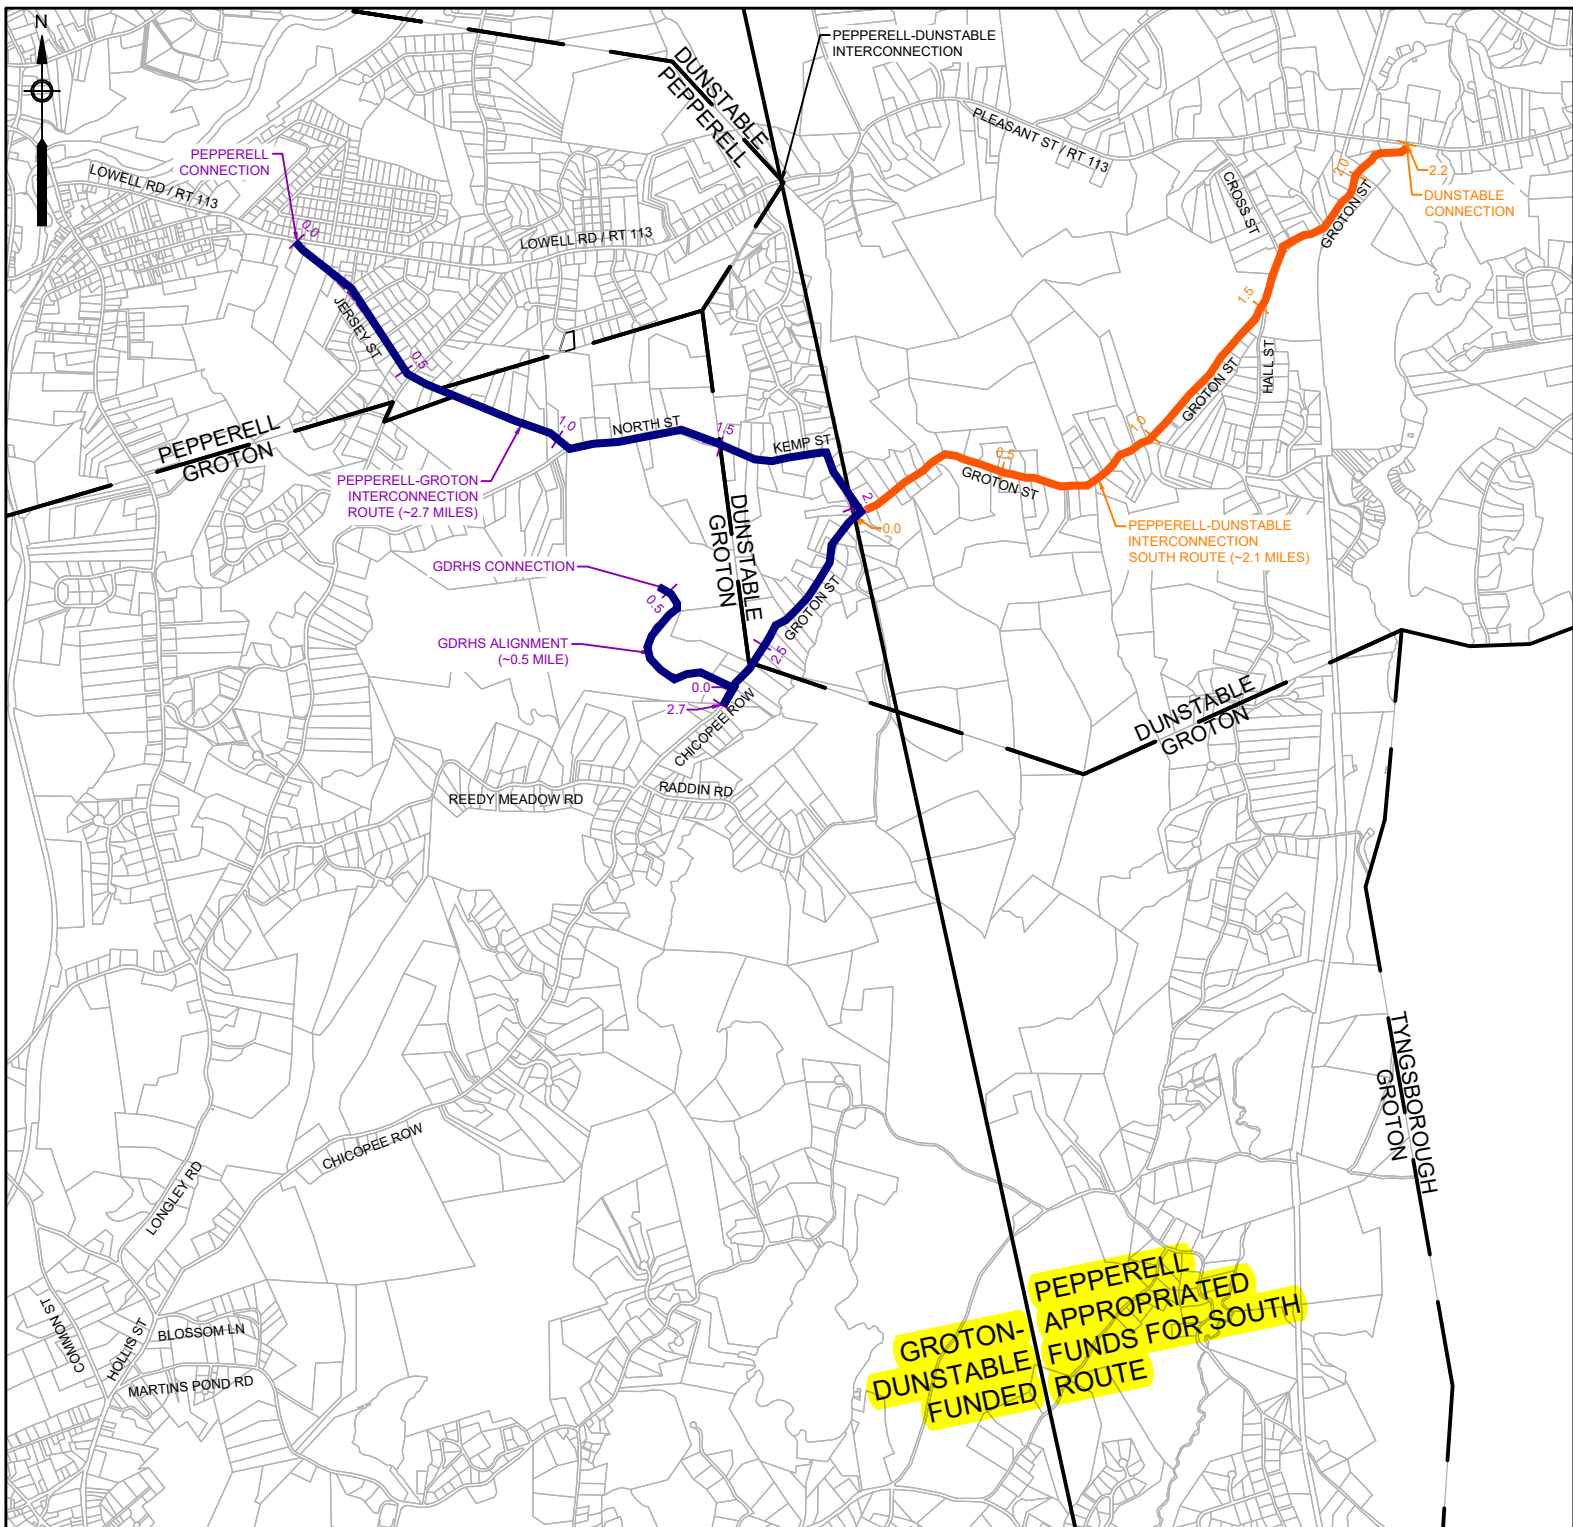 N
PEPPERELL-DUNSTABLE
INTERCONNECTION
DUNSTABLE
PEPPERELL
PLEASANT ST / RT 113
PEPPERELL
CONNECTION
LOWELL RD / RT 113
0.0
LOWELL RD / RT 113
CROSS ST
2.0
2.2
DUNSTABLE
CONNECTION
GROTON ST
JERSEY ST
0.5
1.5
HALL ST
GROTON ST
1.0
PEPPERELL
GROTON
1.0
NORTH ST
1.5
KEMP ST
0.5
GROTON ST
PEPPERELL-GROTON
INTERCONNECTION
ROUTE (~2.7 MILES)
DUNSTABLE
GROTON
0.0
PEPPERELL-DUNSTABLE
INTERCONNECTION
SOUTH ROUTE (~2.1 MILES)
GDRHS CONNECTION
0.5
GROTON ST
GDRHS ALIGNMENT
(~0.5 MILE)
2.5
0.0
2.7
CHICOPEE ROW
DUNSTABLE
GROTON
REEDY MEADOW RD
RADDIN RD
TYNGSBOROUGH
GROTON
CHICOPEE ROW
LONGLEY RD
COMMON ST
HOLLIS ST
BLOSSOM LN
MARTINS POND RD
GROTON-
DUNSTABLE
FUNDED
PEPPERELL
APPROPRIATED
FUNDS FOR SOUTH
ROUTE